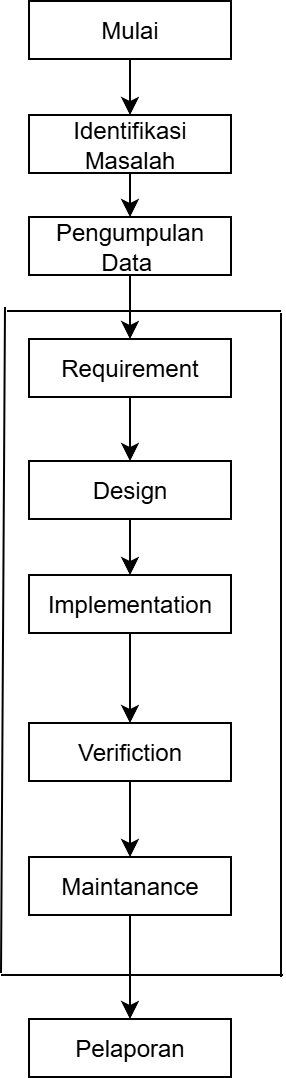 Mulai
Identifikasi
Masalah
Pengumpulan
Data
Requirement
Design
Implementation
Verifiction
Maintanance
Pelaporan